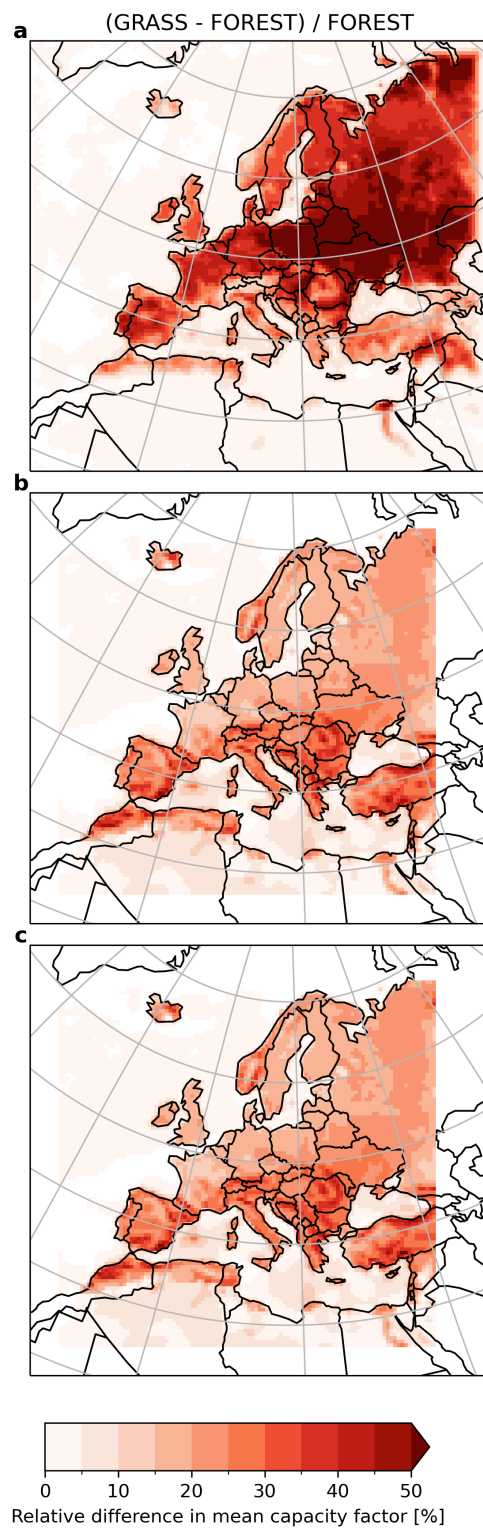 (GRASS - FOREST) / FOREST
a
b
c
0 10 20 30 40 50
Relative difference in mean capacity factor [%]